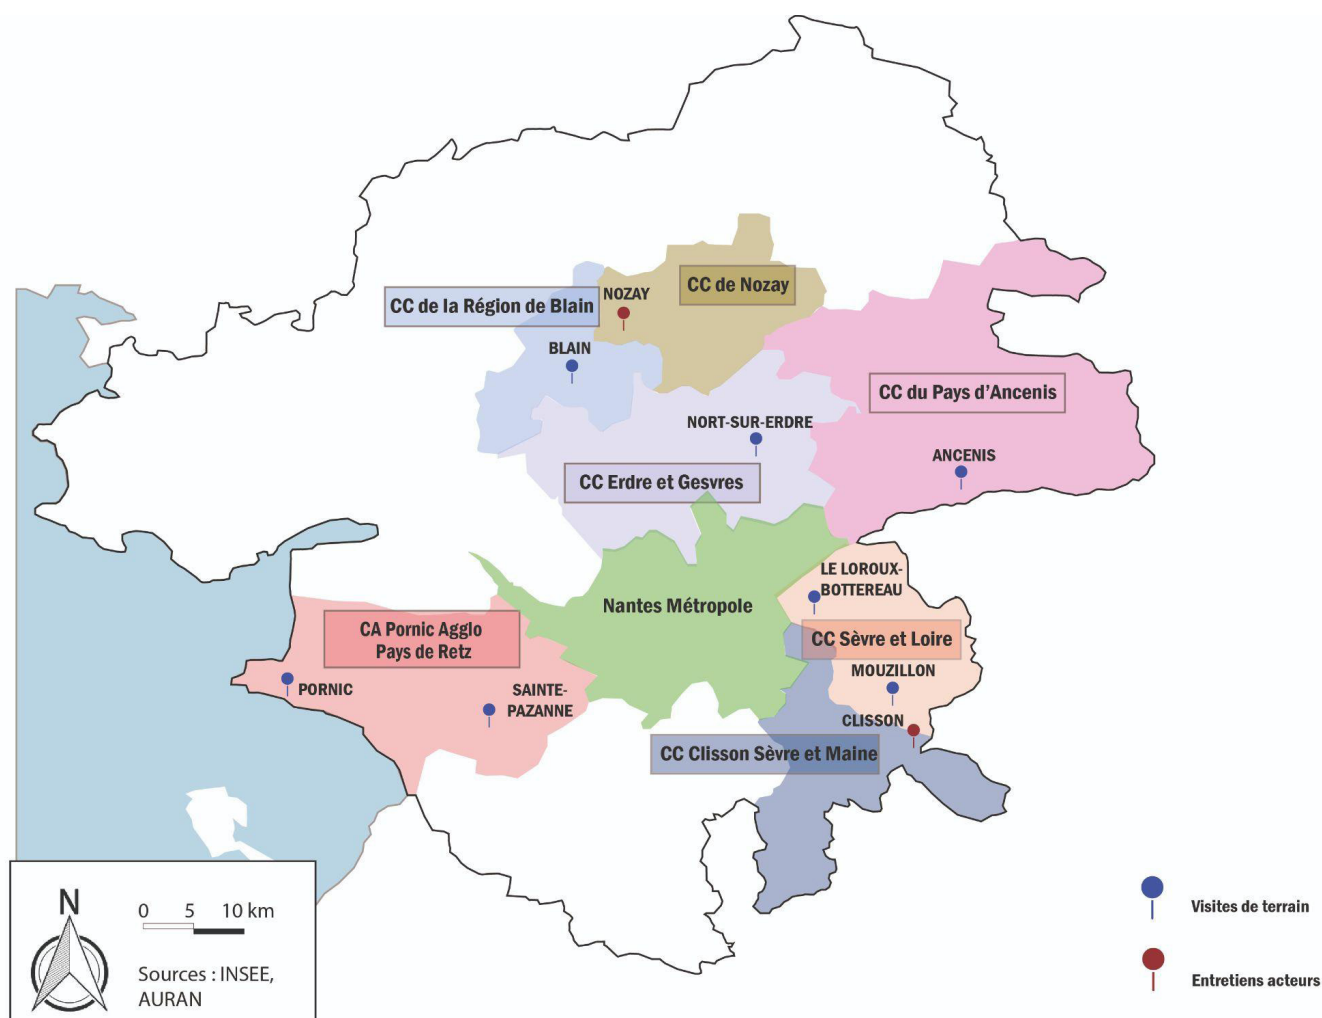 CC de Nozay
NOZAY
CC de la Région de Blain
BLAIN
CC du Pays d'Ancenis
NORT-SUR-ERDRE
ANCENIS
CC Erdre et Gesvres
LE LOROUX-
BOTTEREAU
Nantes Métropole
CA Pornic Agglo
Pays de Retz
CC Sèvre et Loire
MOUZILLON
PORNIC
SAINTE-
PAZANNE
CLISSON
CC Clisson Sèvre et Maine
N
0 5 10 km
Sources : INSEE,
AURAN
Visites de terrain
Entretiens acteurs